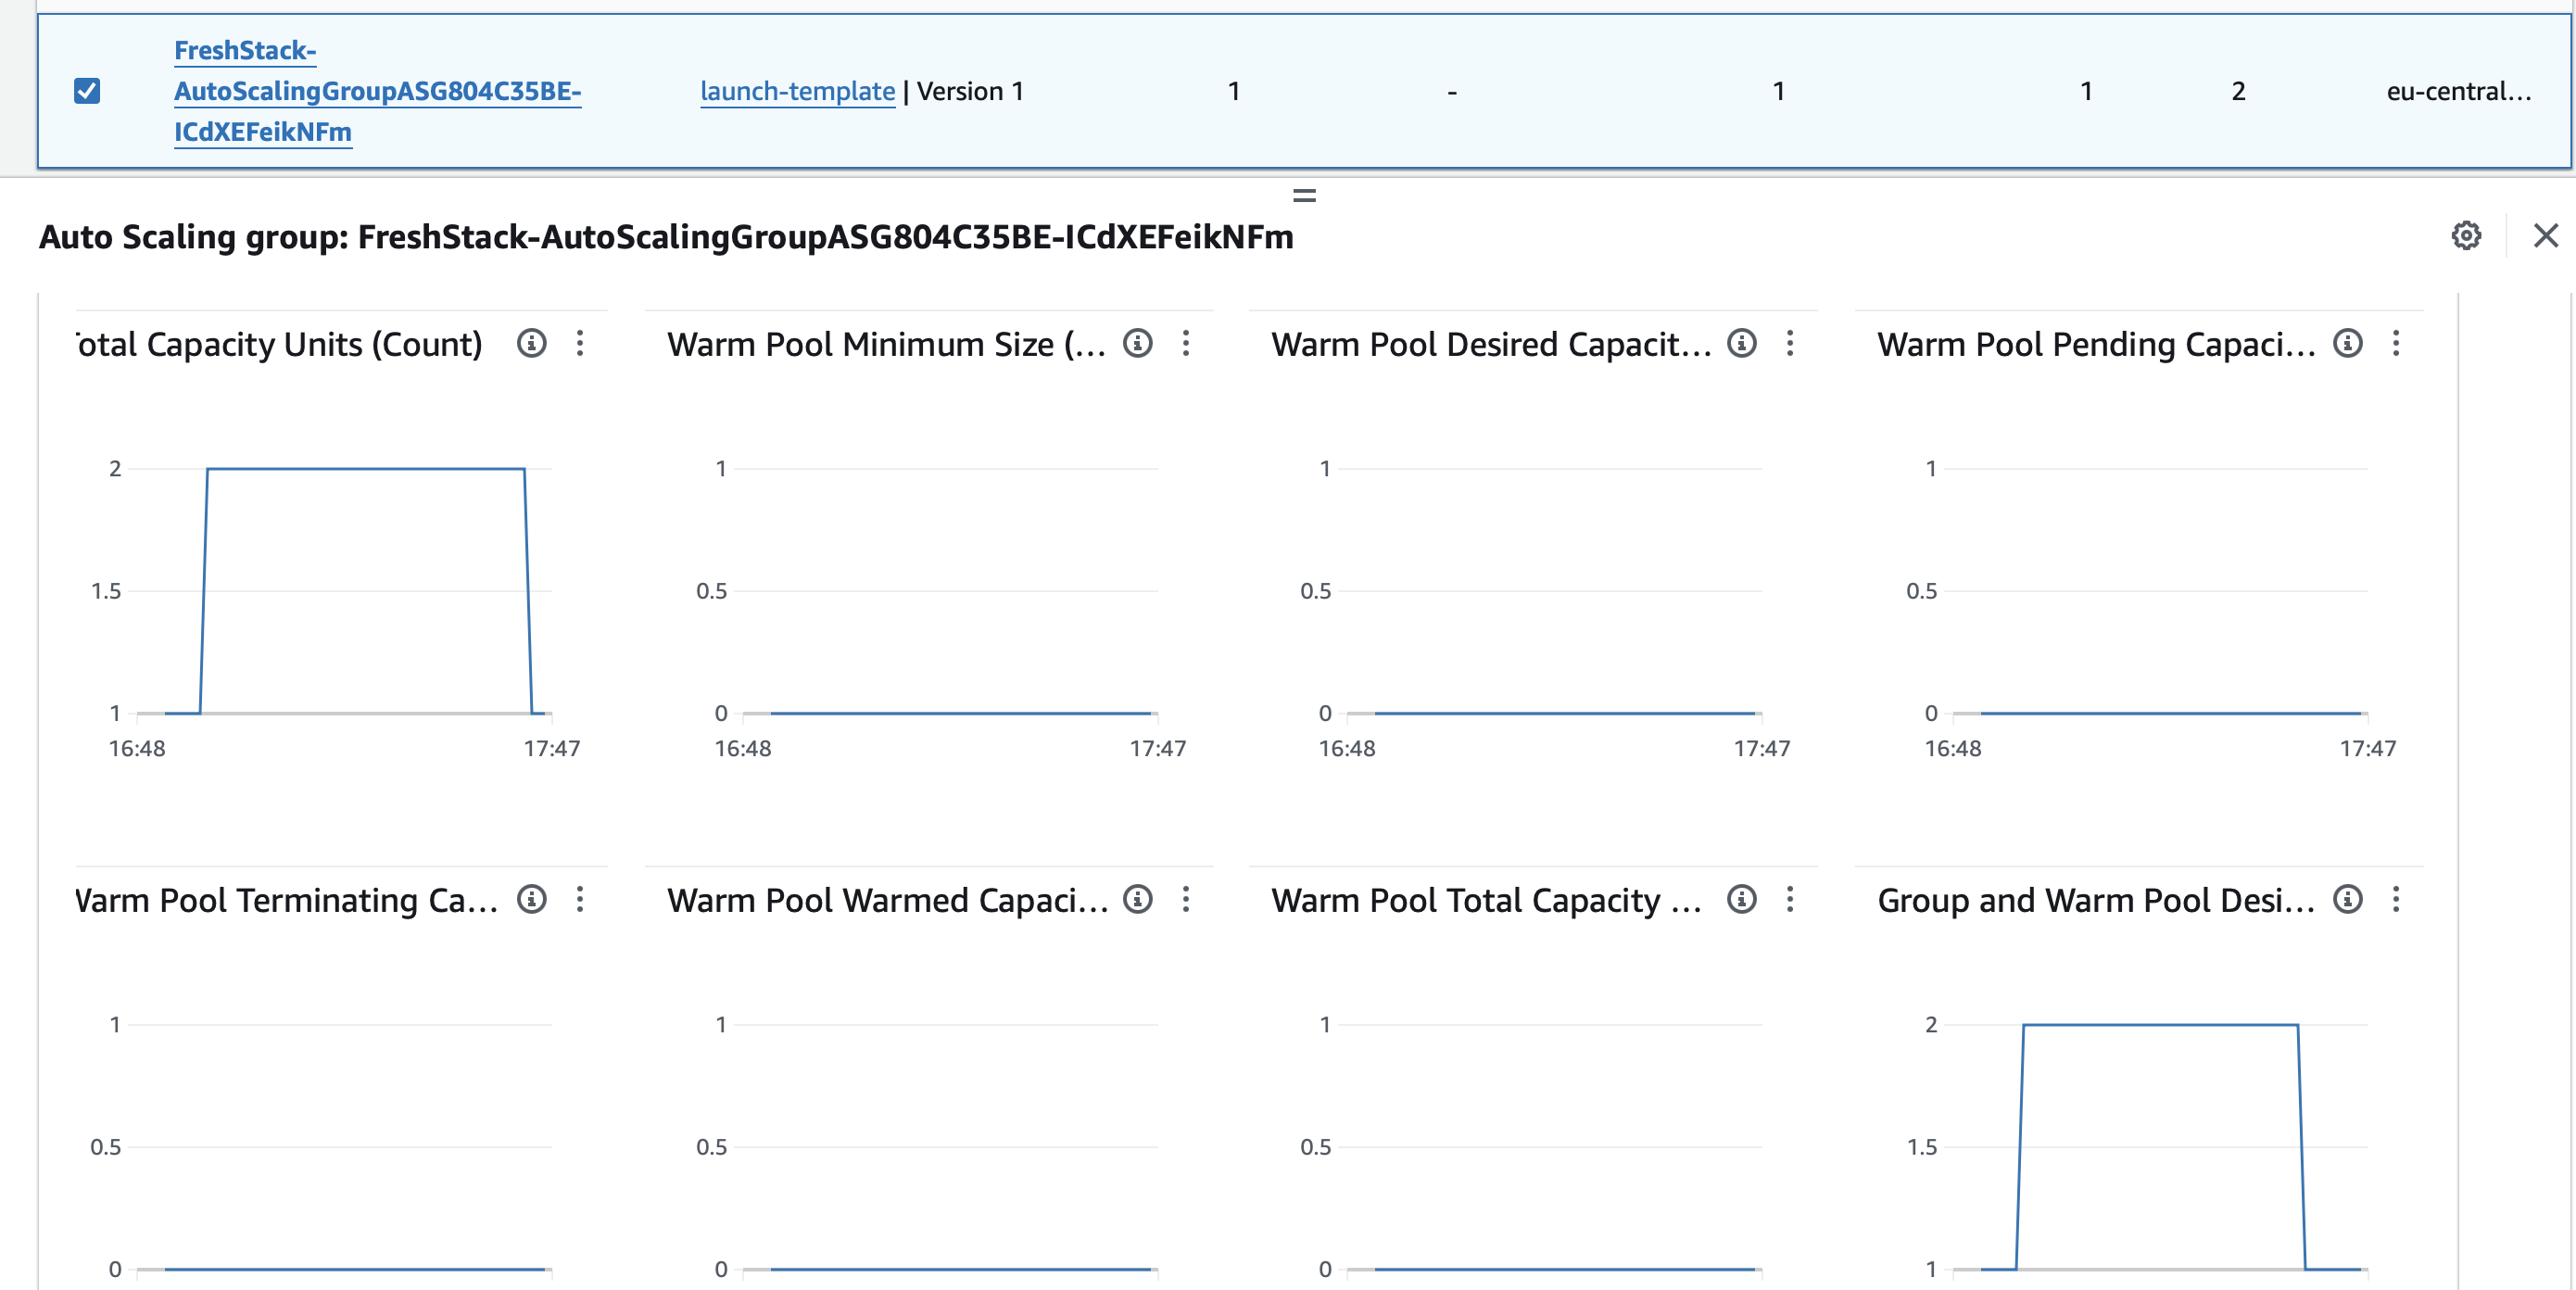 FreshStack-
AutoScalingGroupASG804C35BE-
ICdXEFeikNFm
launch-template | Version 1
1
-
1
1
2
eu-central...
Auto Scaling group: FreshStack-AutoScalingGroupASG804C35BE-ICdXEFeikNFm
otal Capacity Units (Count)
Warm Pool Minimum Size (...
Warm Pool Desired Capacit...
Warm Pool Pending Capaci...
2
1.5
1
16:48
17:47
1
0.5
0
16:48
17:47
1
0.5
0
16:48
17:47
1
0.5
0
16:48
17:47
Varm Pool Terminating Ca...
Warm Pool Warmed Capaci...
Warm Pool Total Capacity ...
Group and Warm Pool Desi...
1
0.5
0
1
0.5
0
1
0.5
0
2
1.5
1